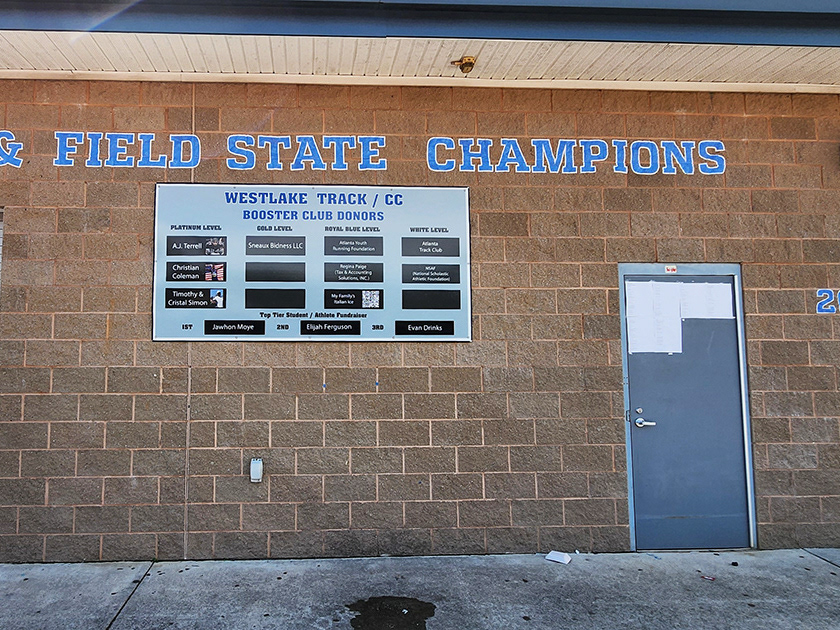 & FIELD STATE CHAMPIONS
WESTLAKE TRACK / CC
BOOSTER CLUB DONORS
PLATINUM LEVEL GOLD LEVEL ROYAL BLUE LEVEL WHITE LEVEL
A.J. Terrell
Sneaux Bidness LLC
Atlanta Youth
Running Foundation
Atlanta
Track Club
Christian
Coleman
Regina Paige
(Tax & Accounting
Solutions, INC.)
NSAF
(National Scholastic
Athletic Foundation)
Timothy &
Cristal Simon
My Family's
Italian Ice
Top Tier Student / Athlete Fundraiser
1ST Jawhon Moye 2ND Elijah Ferguson 3RD Evan Drinks